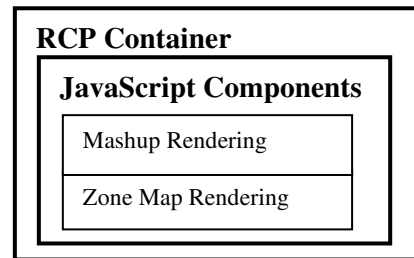 RCP Container
JavaScript Components
Mashup Rendering
Zone Map Rendering